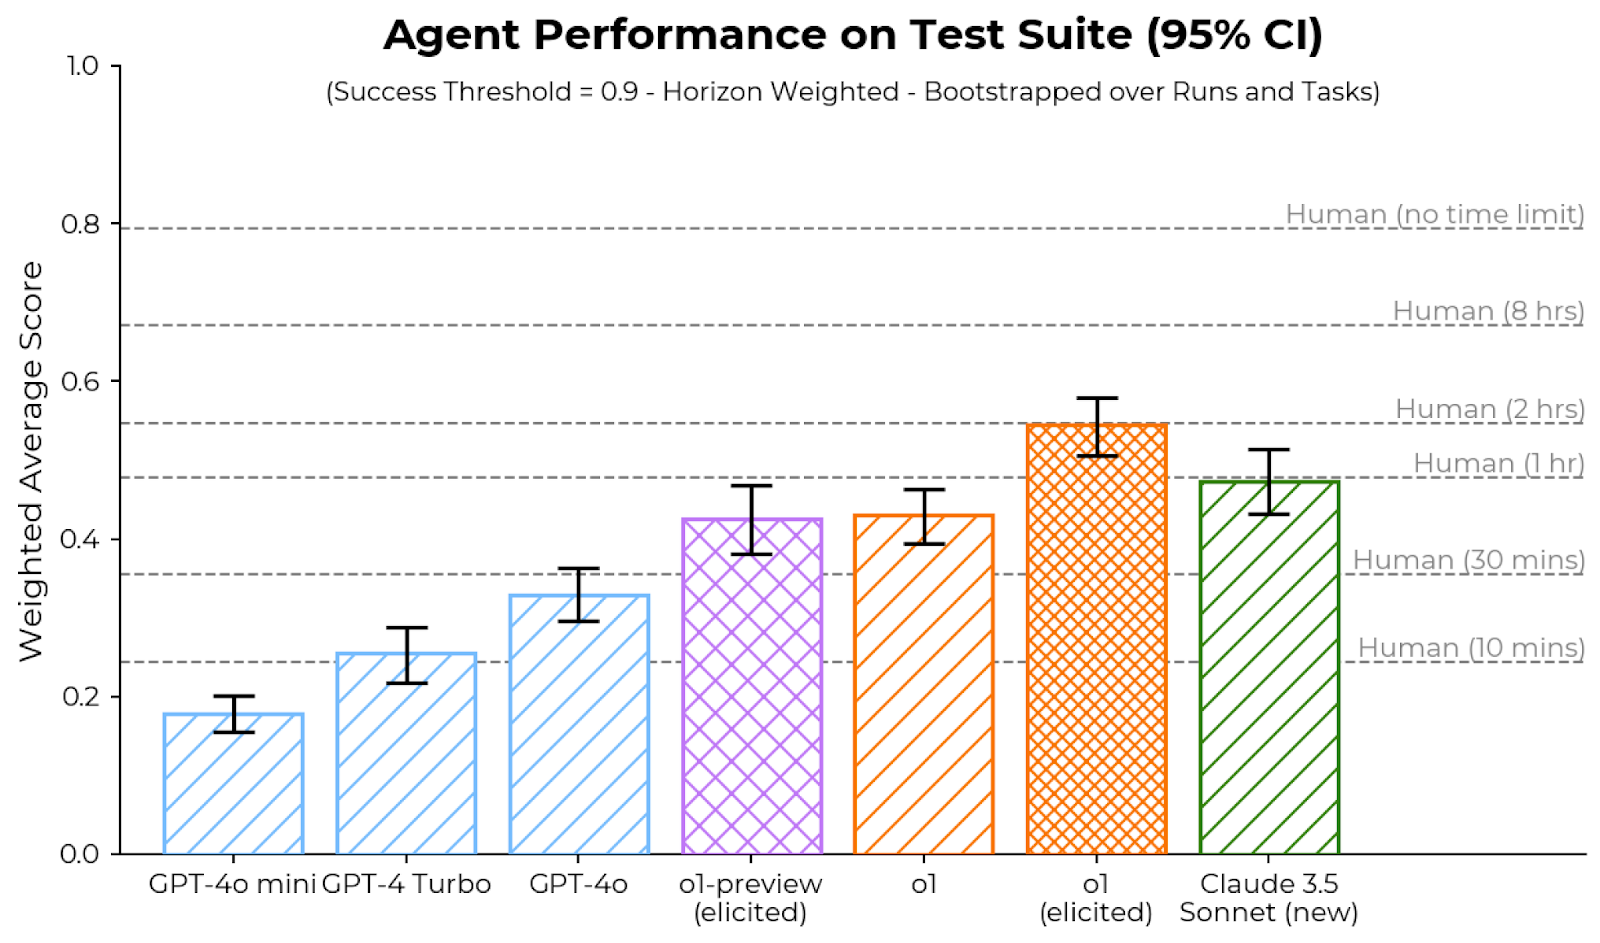 Agent Performance on Test Suite (95% CI)
(Success Threshold = 0.9 - Horizon Weighted - Bootstrapped over Runs and Tasks)
Weighted Average Score
1.0
0.8
0.6
0.4
0.2
0.0
Human (no time limit)
Human (8 hrs)
Human (2 hrs)
Human (1 hr)
Human (30 mins)
Human (10 mins)
GPT-4o mini
GPT-4 Turbo
GPT-4o
o1-preview
(elicited)
o1
o1
(elicited)
Claude 3.5
Sonnet (new)